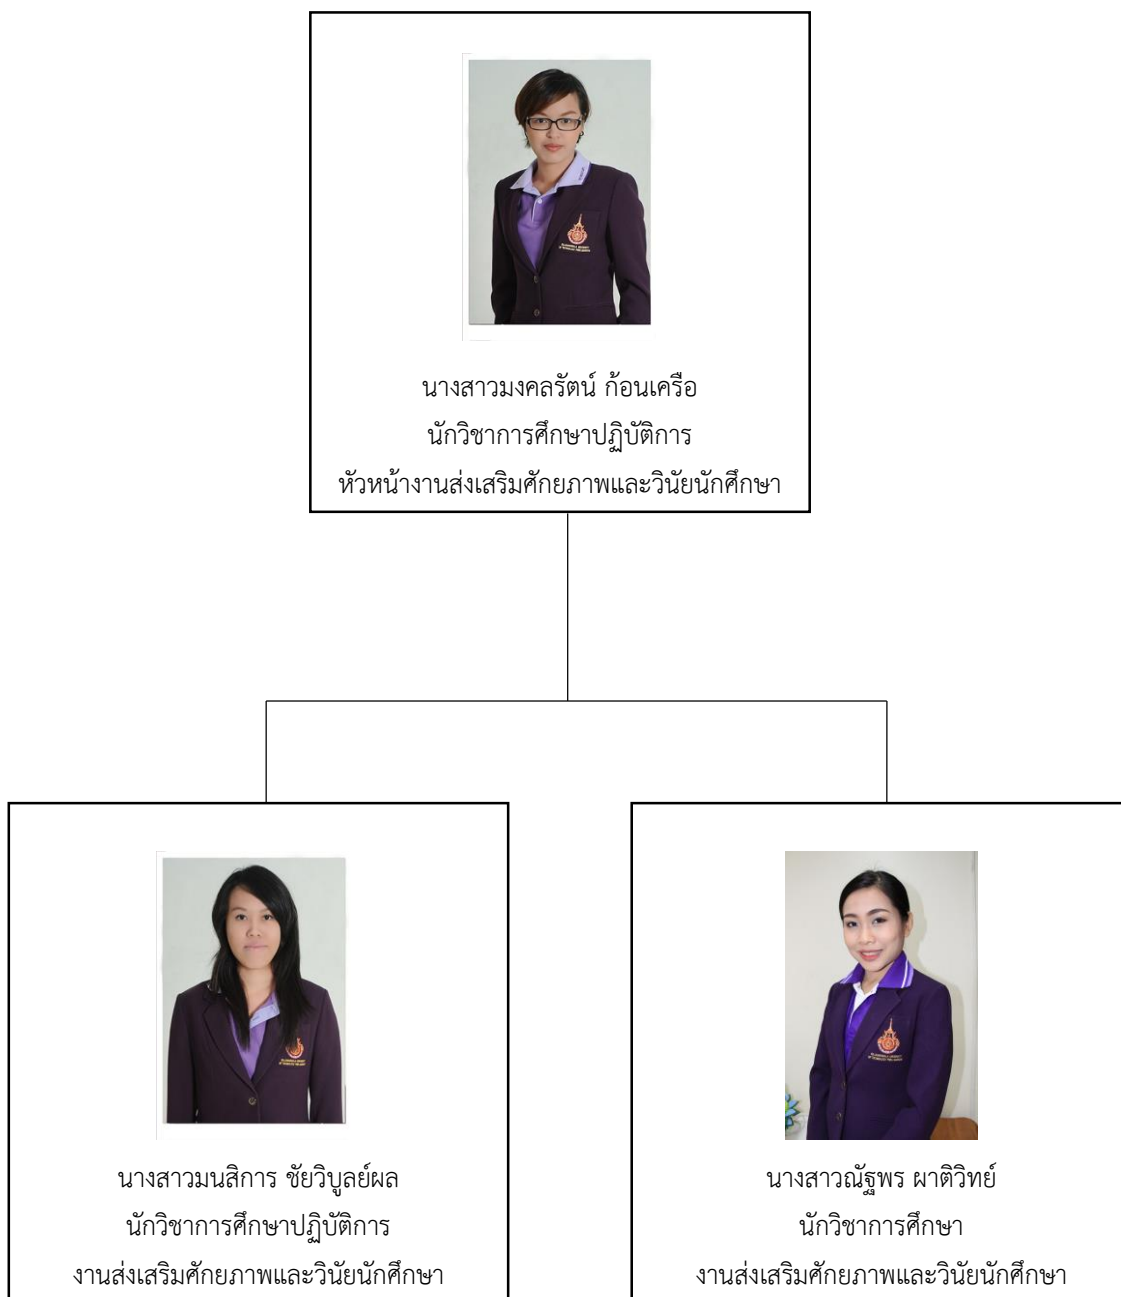 นางสาวมงคลรัตน์ ก้อนเครือ
นักวิชาการศึกษาปฏิบัติการ
หัวหน้างานส่งเสริมศักยภาพและวินัยนักศึกษา
นางสาวมนสิการ ชัยวิบูลย์ผล
นักวิชาการศึกษาปฏิบัติการ
งานส่งเสริมศักยภาพและวินัยนักศึกษา
นางสาวณัฐพร ผาติวิทย์
นักวิชาการศึกษา
งานส่งเสริมศักยภาพและวินัยนักศึกษา